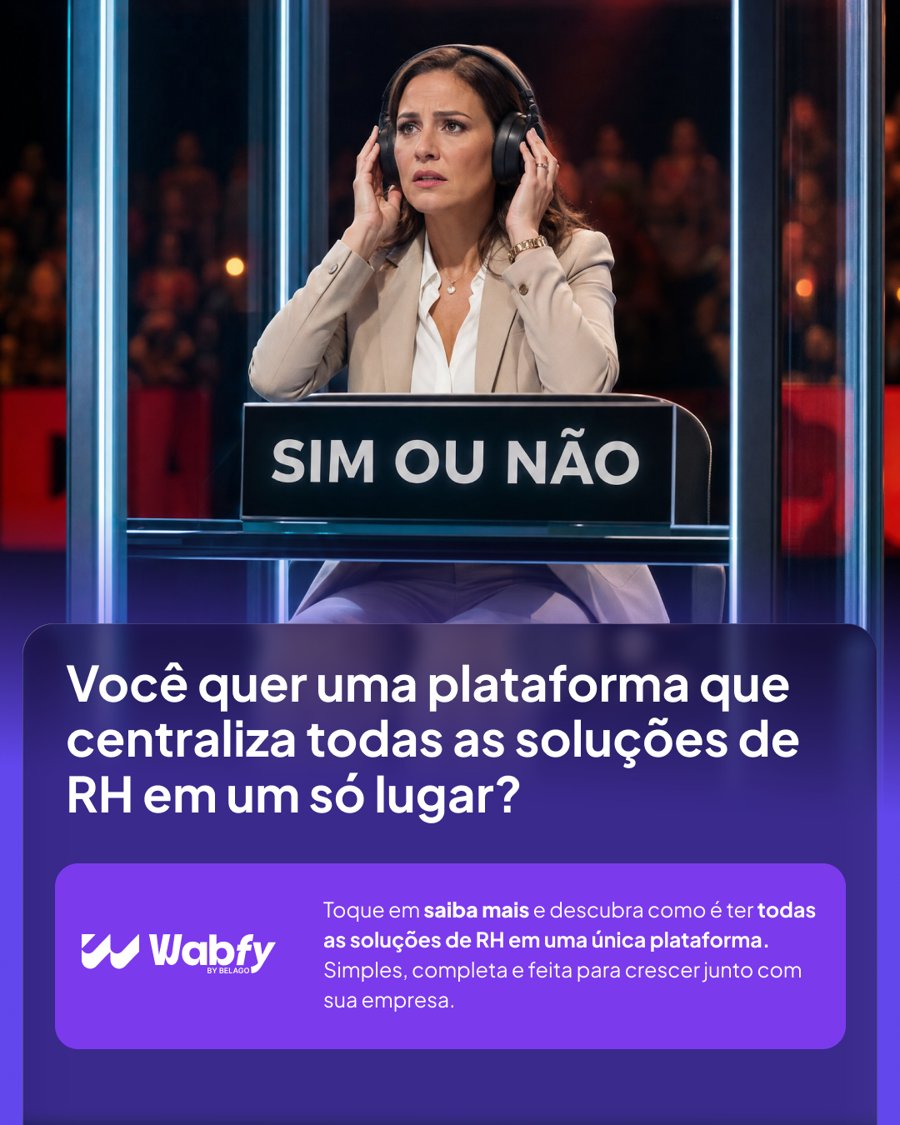 SIM OU NÃO
Você quer uma plataforma que
centraliza todas as soluções de
RH em um só lugar?
Wabfy
BY BELAGO
Toque em saiba mais e descubra como é ter todas
as soluções de RH em uma única plataforma.
Simples, completa e feita para crescer junto com
sua empresa.